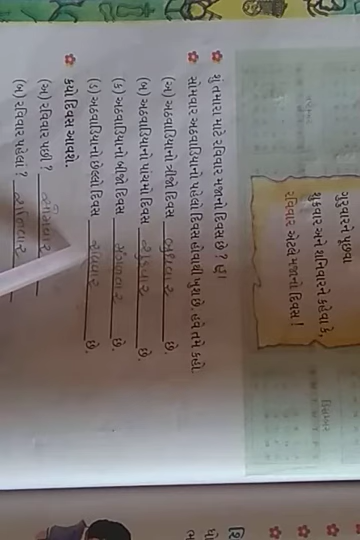 ગુરુવારને પૂછ્યા
શુક્રવાર અને શનિવારને કહેવા કે,
રવિવાર એટલે મજાનો દિવસ !
શું તમારા માટે રવિવાર મજાનો દિવસ છે ? હા
સોમવાર અઠવાડિયાનો પહેલો દિવસ હોવાથી ખુશ છે. હવે તમે કહો.
(અ) અઠવાડિયાનો ત્રીજો દિવસ બુધવાર છે.
(બ) અઠવાડિયાનો પાંચમો દિવસ શુક્રવાર છે.
(ક) અઠવાડિયાનો બીજો દિવસ મંગળવાર છે.
(ડ) અઠવાડિયાનો છેલ્લો દિવસ રવિવાર છે.
કયો દિવસ આવશે.
(અ) રવિવાર પછી ? સોમવાર
(બ) રવિવાર પહેલાં ? શનિવાર